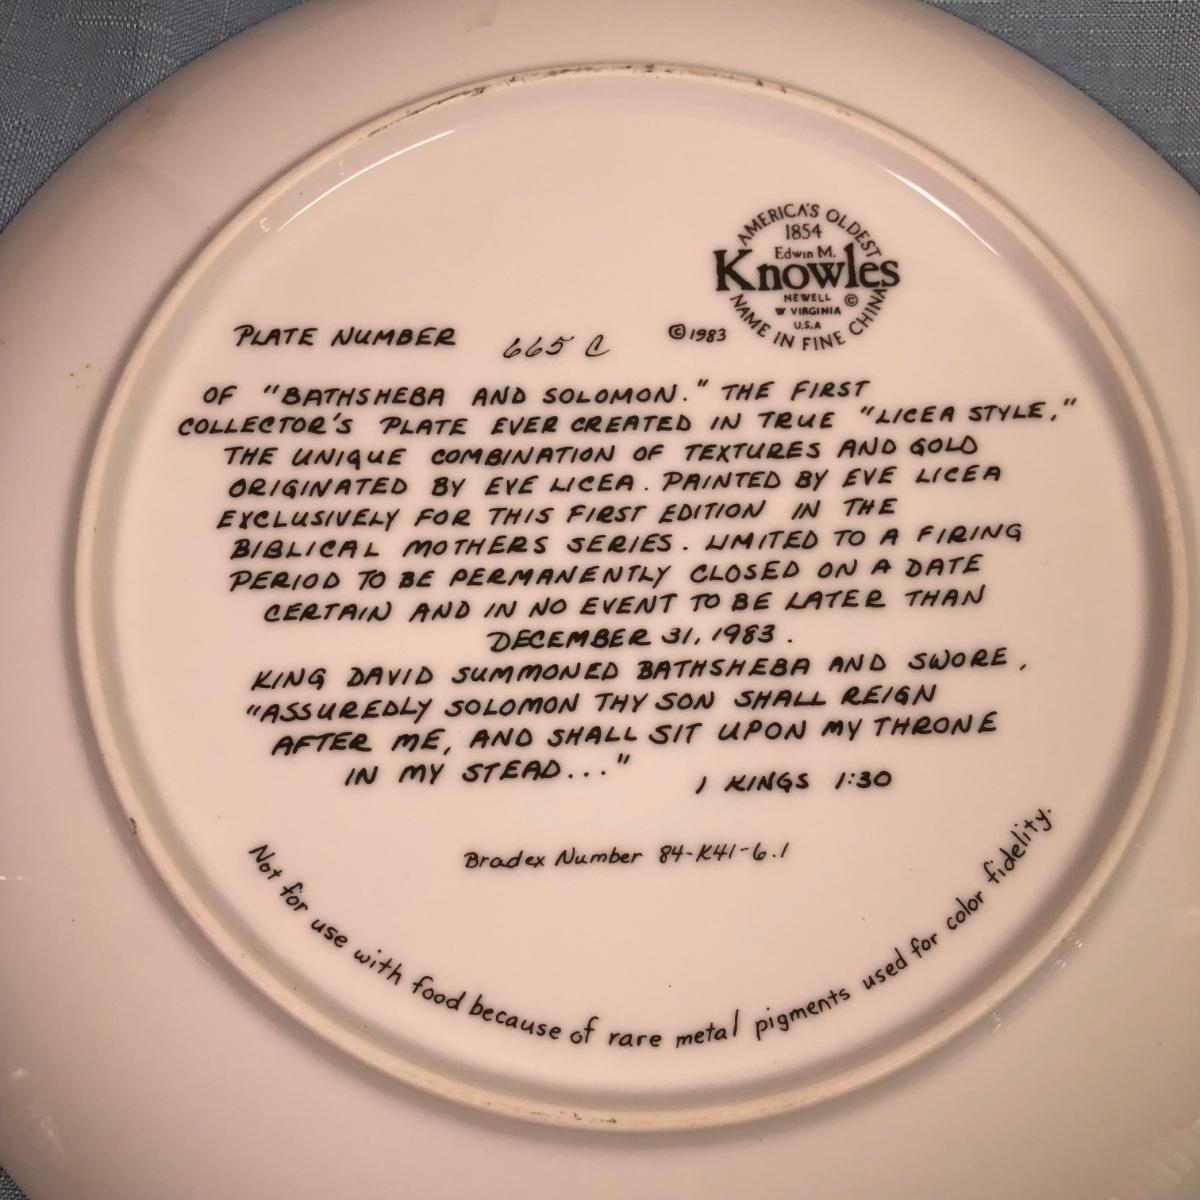 AMERICA'S OLDEST
1854
Edwin M.
Knowles
NEWELL ©
W VIRGINIA
U.S.A
NAME IN FINE CHINA
PLATE NUMBER 665 C ©1983
OF "BATHSHEBA AND SOLOMON." THE FIRST
COLLECTOR'S PLATE EVER CREATED IN TRUE "LICEA STYLE,"
THE UNIQUE COMBINATION OF TEXTURES AND GOLD
ORIGINATED BY EVE LICEA. PAINTED BY EVE LICEA
EXCLUSIVELY FOR THIS FIRST EDITION IN THE
BIBLICAL MOTHERS SERIES. LIMITED TO A FIRING
PERIOD TO BE PERMANENTLY CLOSED ON A DATE
CERTAIN AND IN NO EVENT TO BE LATER THAN
DECEMBER 31, 1983.
KING DAVID SUMMONED BATHSHEBA AND SWORE,
"ASSUREDLY SOLOMON THY SON SHALL REIGN
AFTER ME, AND SHALL SIT UPON MY THRONE
IN MY STEAD..." 1 KINGS 1:30
Bradex Number 84-K41-6.1
Not for use with food because of rare metal pigments used for color fidelity.